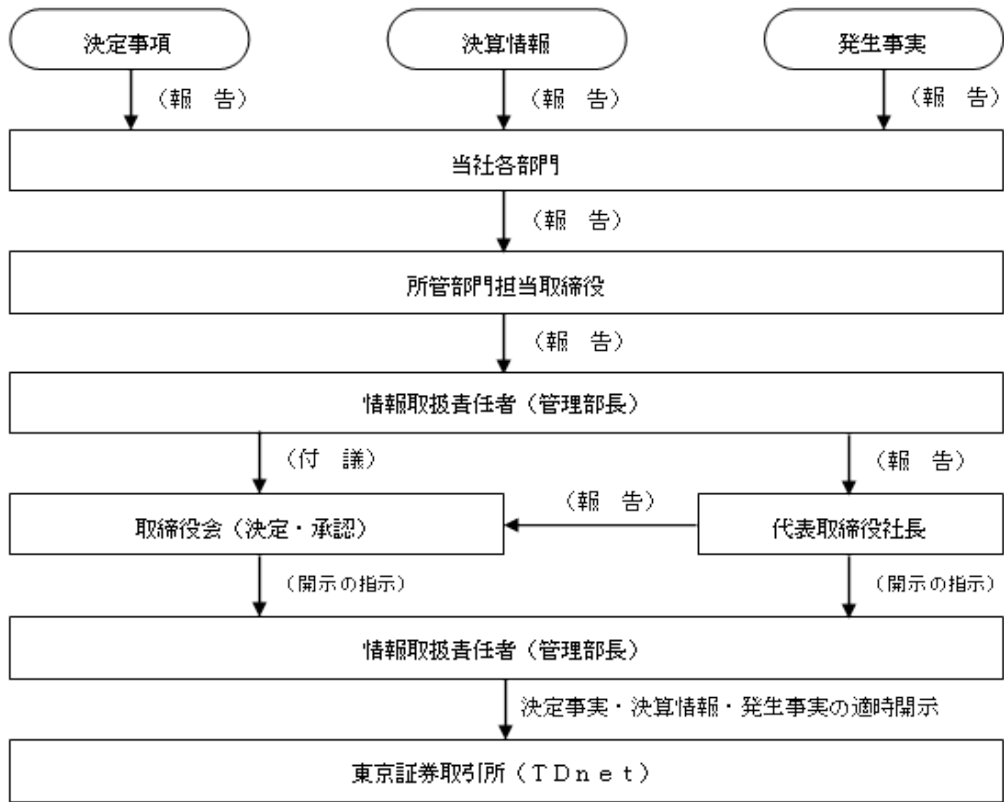 決定事項
決算情報
発生事実
（報　告）
（報　告）
（報　告）
当社各部門
（報　告）
所管部門担当取締役
（報　告）
情報取扱責任者（管理部長）
（付　議）
（報　告）
（報　告）
取締役会（決定・承認）
代表取締役社長
（開示の指示）
（開示の指示）
情報取扱責任者（管理部長）
決定事実・決算情報・発生事実の適時開示
東京証券取引所（ＴＤｎｅｔ）